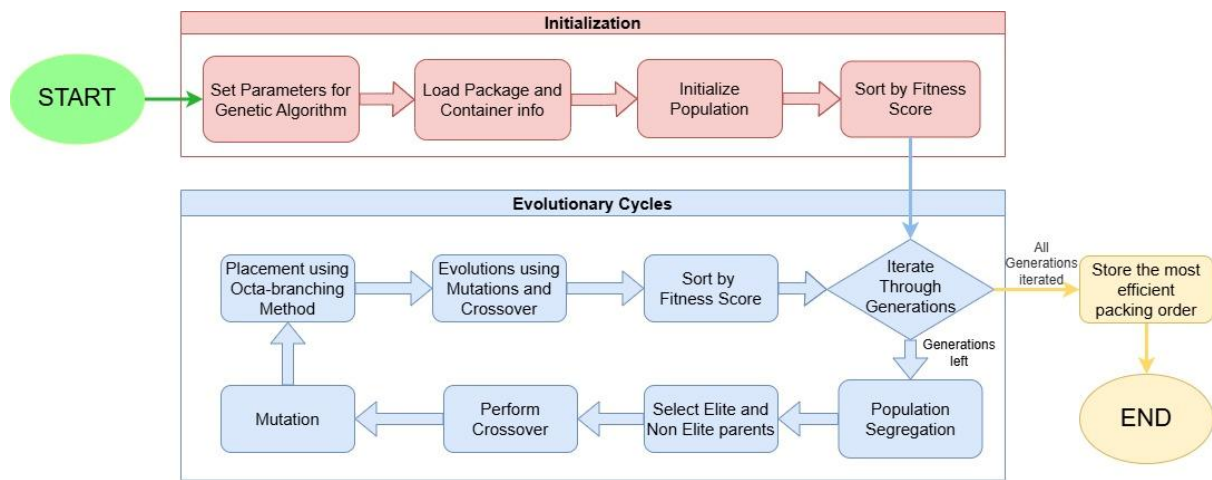 Initialization
START
Set Parameters for
Genetic Algorithm
Load Package and
Container info
Initialize
Population
Sort by Fitness
Score
Evolutionary Cycles
Placement using
Octa-branching
Method
Evolutions using
Mutations and
Crossover
Sort by
Fitness Score
Iterate
Through
Generations
All
Generations
iterated
Store the most
efficient
packing order
Generations
left
Mutation
Perform
Crossover
Select Elite and
Non Elite parents
Population
Segregation
END